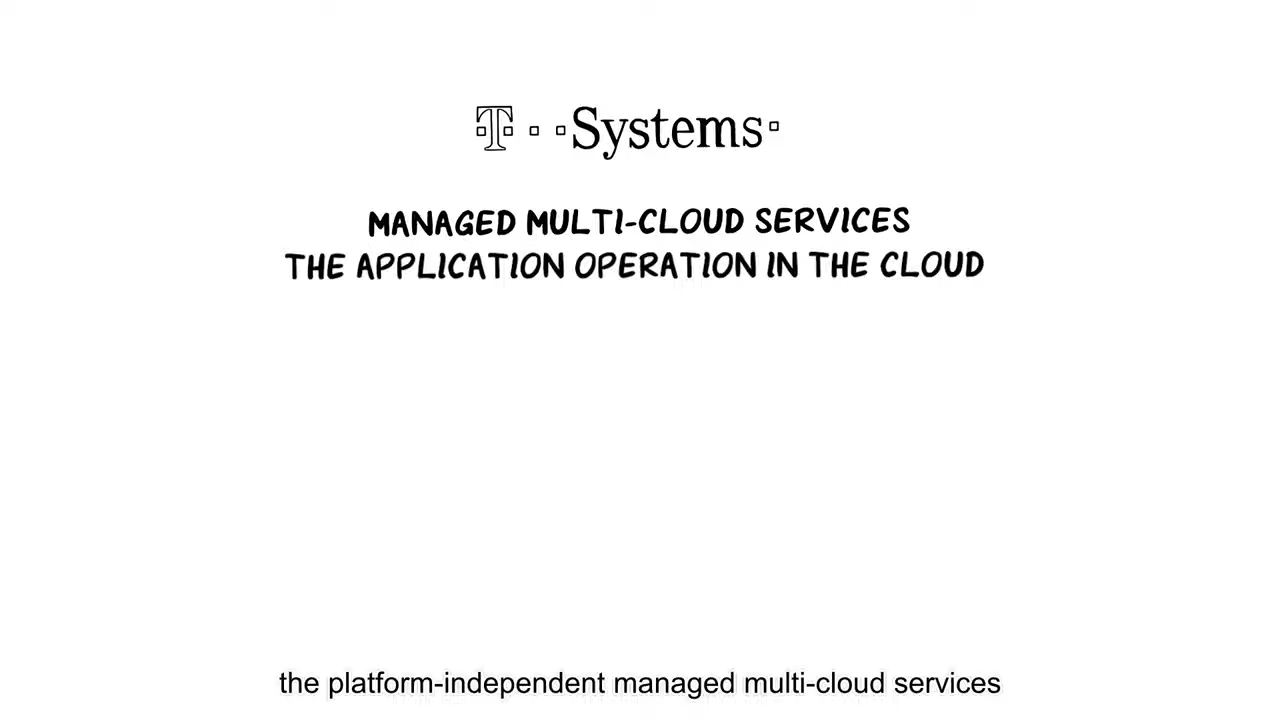 T··Systems·
MANAGED MULTI-CLOUD SERVICES
THE APPLICATION OPERATION IN THE CLOUD
the platform-independent managed multi-cloud services